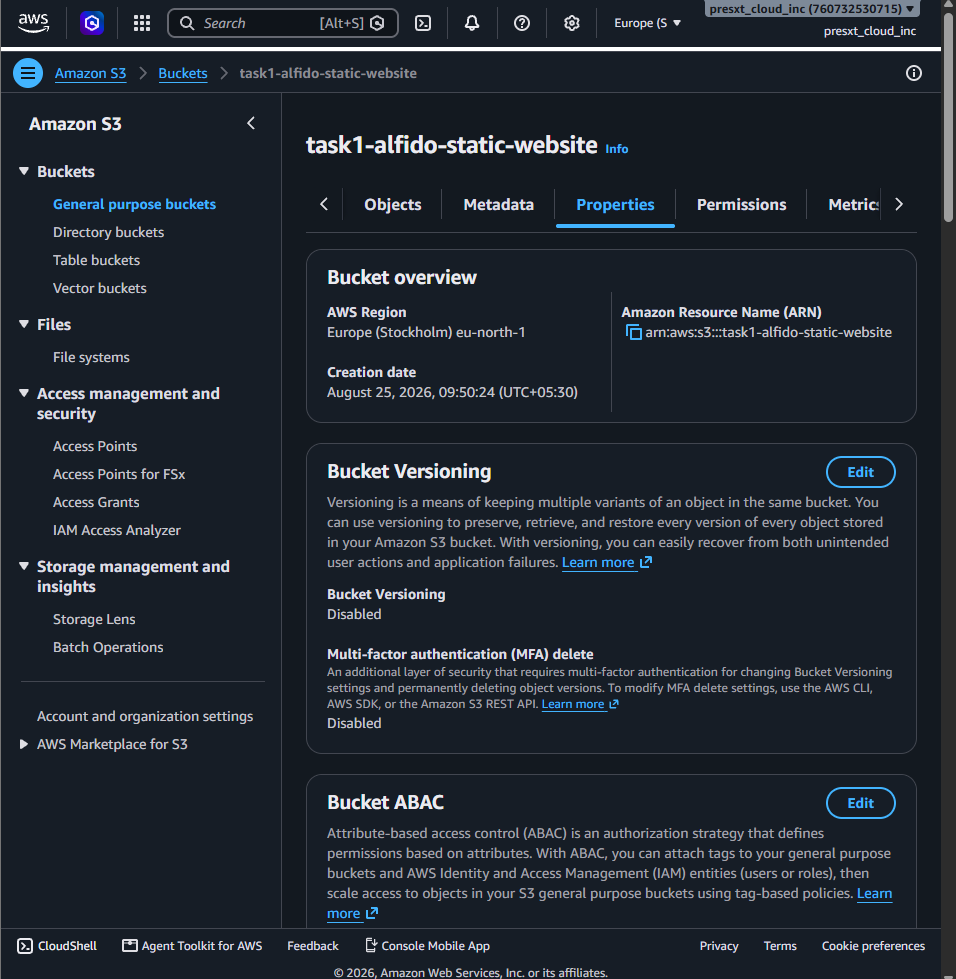 aws
Search [Alt+S]
Europe (S
presxt_cloud_inc (760732530715)
presxt_cloud_inc
Amazon S3
Buckets
task1-alfido-static-website
Amazon S3
Buckets
General purpose buckets
Directory buckets
Table buckets
Vector buckets
Files
File systems
Access management and
security
Access Points
Access Points for FSx
Access Grants
IAM Access Analyzer
Storage management and
insights
Storage Lens
Batch Operations
Account and organization settings
AWS Marketplace for S3
task1-alfido-static-website Info
Objects
Metadata
Properties
Permissions
Metrics
Bucket overview
AWS Region
Europe (Stockholm) eu-north-1
Amazon Resource Name (ARN)
arn:aws:s3:::task1-alfido-static-website
Creation date
August 25, 2026, 09:50:24 (UTC+05:30)
Bucket Versioning
Edit
Versioning is a means of keeping multiple variants of an object in the same bucket. You
can use versioning to preserve, retrieve, and restore every version of every object stored
in your Amazon S3 bucket. With versioning, you can easily recover from both unintended
user actions and application failures. Learn more
Bucket Versioning
Disabled
Multi-factor authentication (MFA) delete
An additional layer of security that requires multi-factor authentication for changing Bucket Versioning
settings and permanently deleting object versions. To modify MFA delete settings, use the AWS CLI,
AWS SDK, or the Amazon S3 REST API. Learn more
Disabled
Bucket ABAC
Edit
Attribute-based access control (ABAC) is an authorization strategy that defines
permissions based on attributes. With ABAC, you can attach tags to your general purpose
buckets and AWS Identity and Access Management (IAM) entities (users or roles), then
scale access to objects in your S3 general purpose buckets using tag-based policies. Learn
more
CloudShell
Agent Toolkit for AWS
Feedback
Console Mobile App
Privacy
Terms
Cookie preferences
© 2026, Amazon Web Services, Inc. or its affiliates.